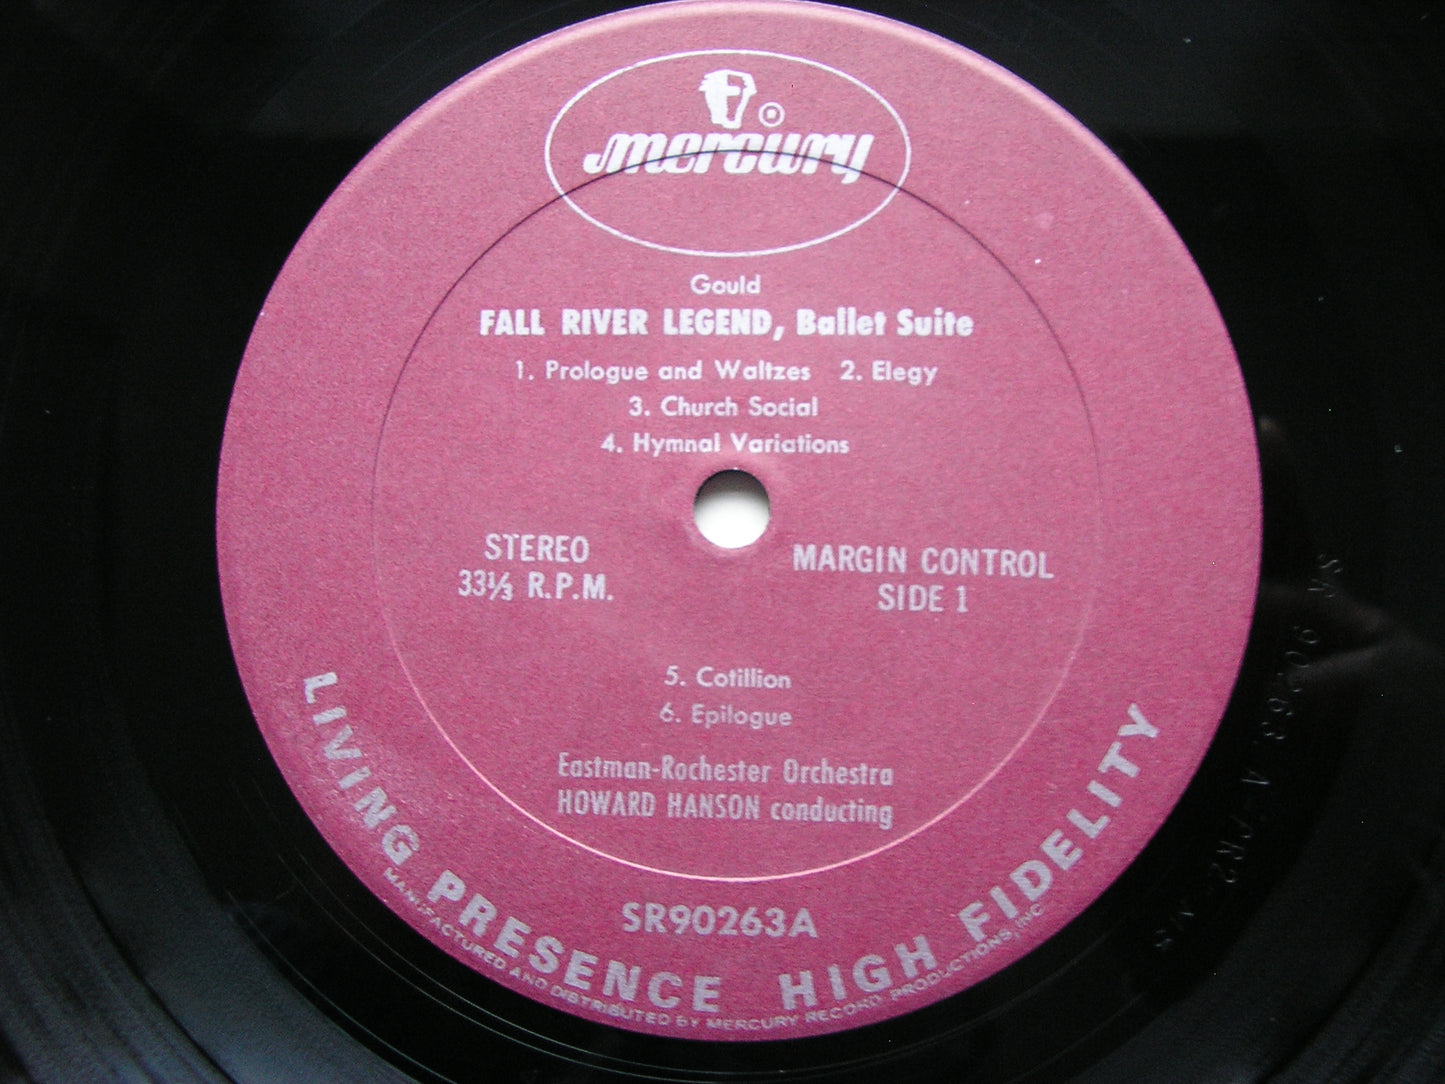 mercury
®
Gould
FALL RIVER LEGEND, Ballet Suite
1. Prologue and Waltzes 2. Elegy
3. Church Social
4. Hymnal Variations
STEREO
33⅓ R.P.M.
MARGIN CONTROL
SIDE 1
5. Cotillion
6. Epilogue
Eastman-Rochester Orchestra
HOWARD HANSON conducting
SR90263A
LIVING PRESENCE HIGH FIDELITY
MANUFACTURED AND DISTRIBUTED BY MERCURY RECORD PRODUCTIONS, INC.
SR 90263 A